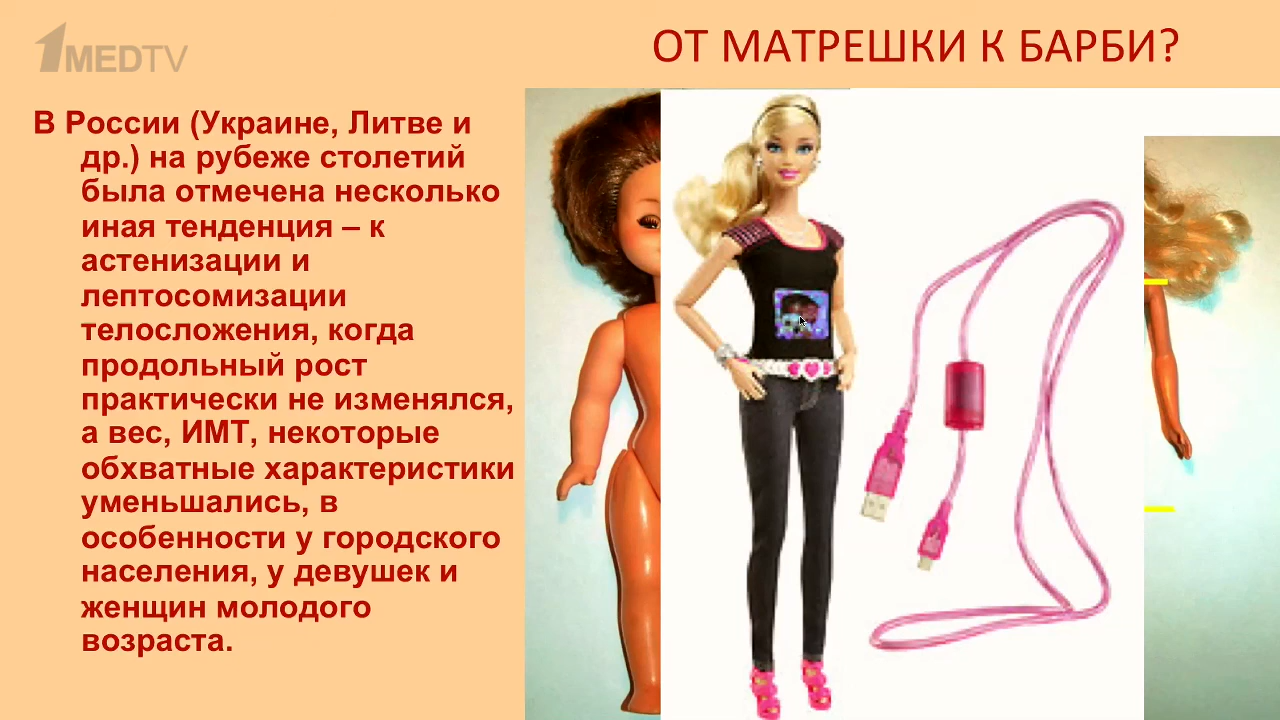 1MEDTV
ОТ МАТРЕШКИ К БАРБИ?
В России (Украине, Литве и
др.) на рубеже столетий
была отмечена несколько
иная тенденция – к
астенизации и
лептосомизации
телосложения, когда
продольный рост
практически не изменялся,
а вес, ИМТ, некоторые
обхватные характеристики
уменьшались, в
особенности у городского
населения, у девушек и
женщин молодого
возраста.